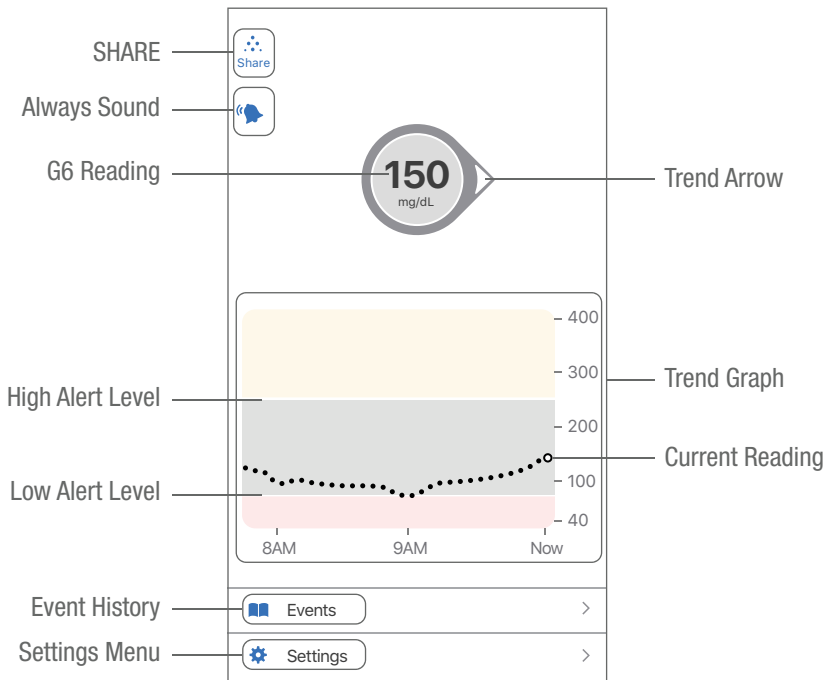 SHARE
Share
Always Sound
G6 Reading
150
mg/dL
Trend Arrow
400
300
Trend Graph
High Alert Level
200
Current Reading
100
Low Alert Level
40
8AM 9AM Now
Event History
Events
Settings Menu
Settings